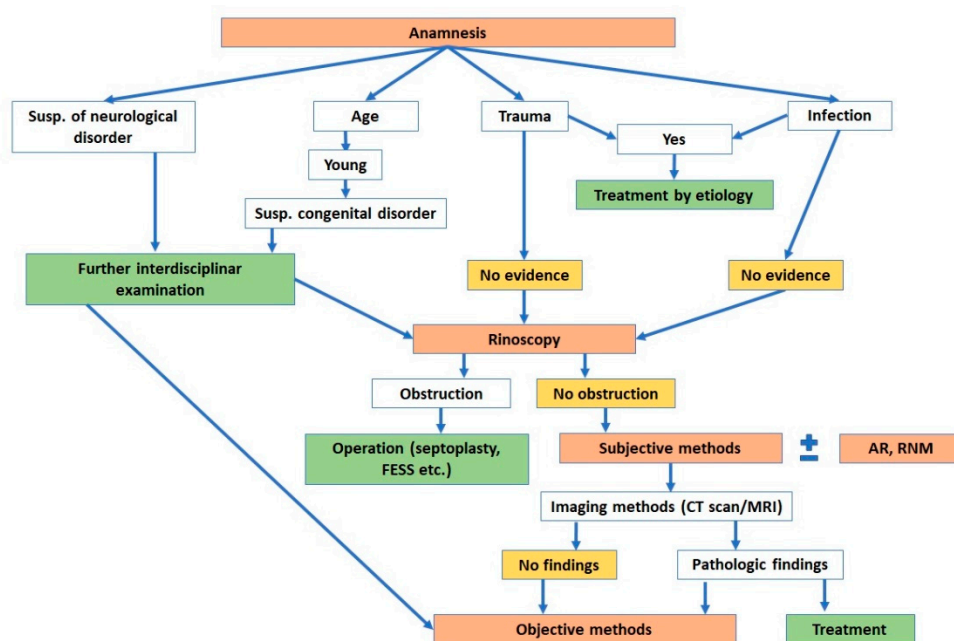 Anamnesis
Susp. of neurological
disorder
Age
Trauma
Infection
Yes
Young
Treatment by etiology
Susp. congenital disorder
Further interdisciplinar
examination
No evidence
No evidence
Rinoscopy
Obstruction
No obstruction
Operation (septoplasty,
FESS etc.)
Subjective methods
±
AR, RNM
Imaging methods (CT scan/MRI)
No findings
Pathologic findings
Objective methods
Treatment